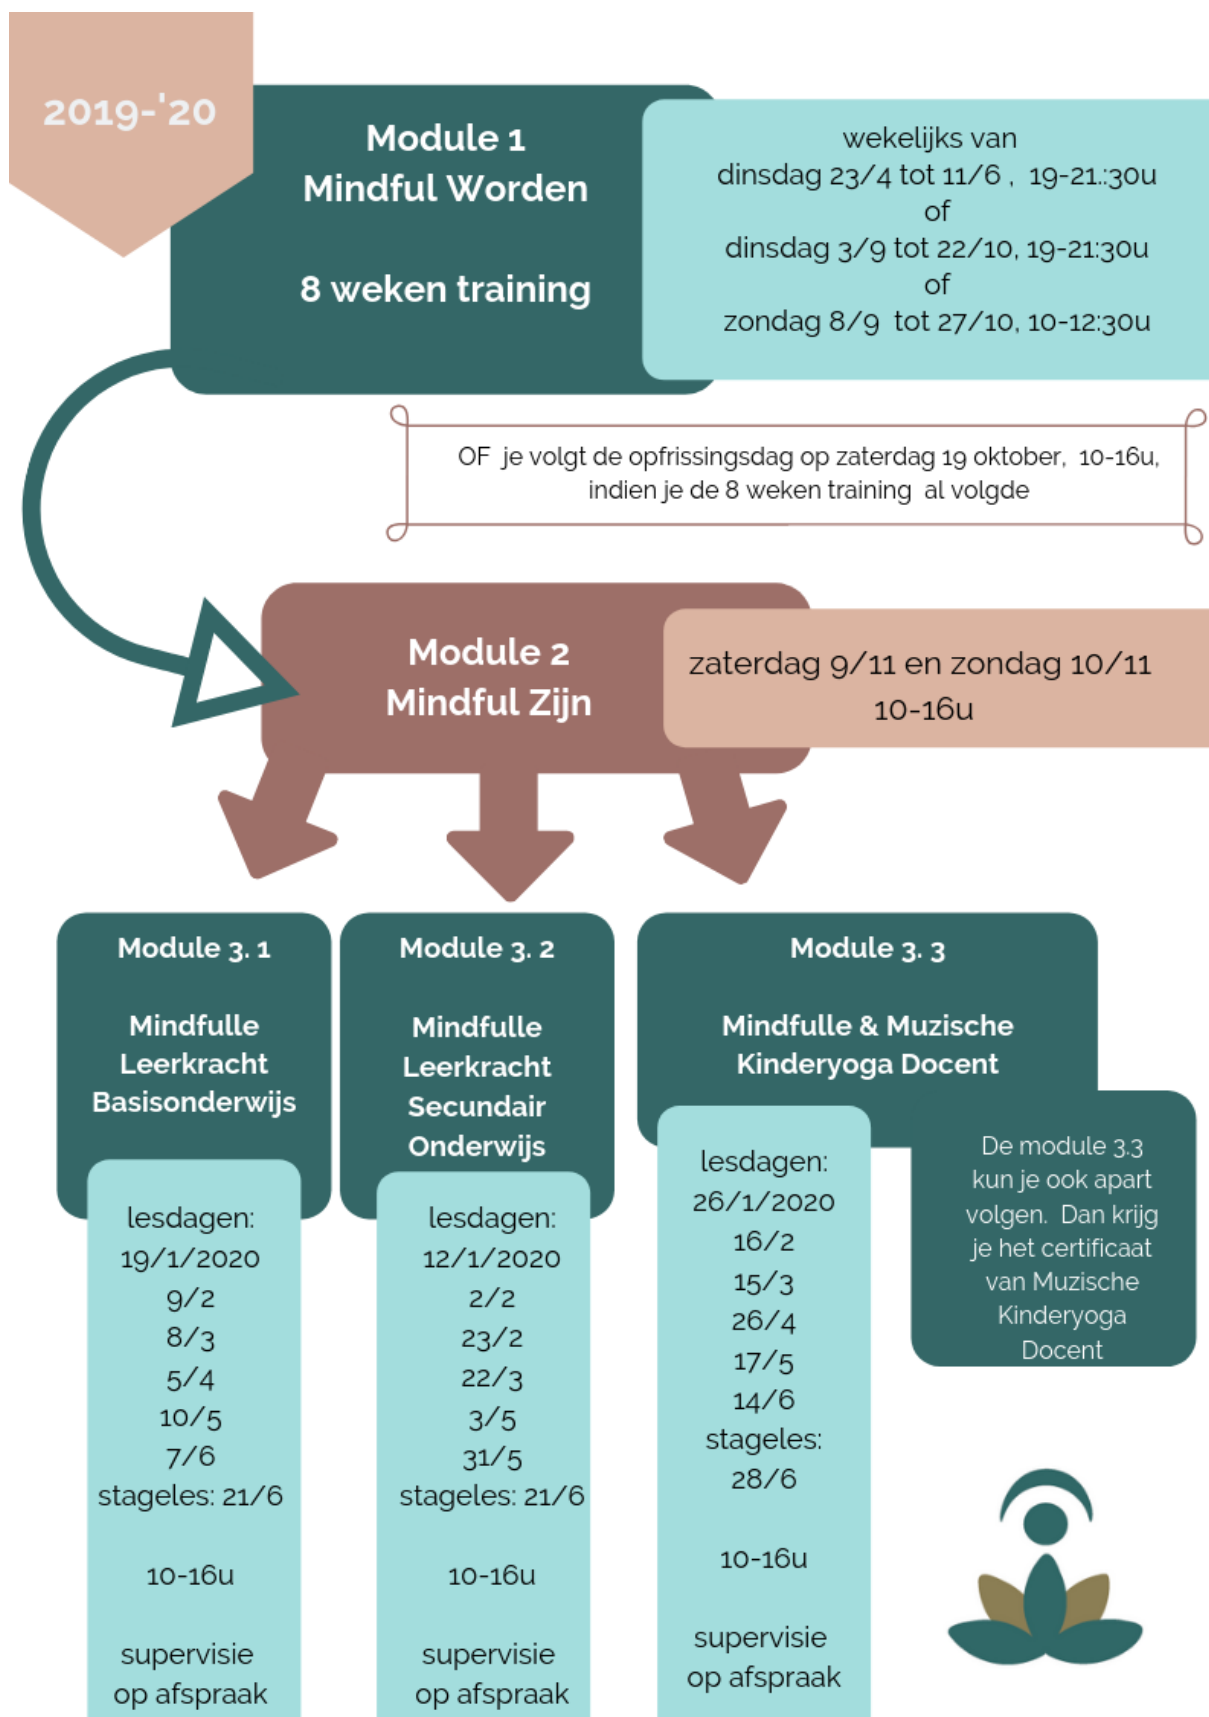 2019-'20
Module 1
Mindful Worden
8 weken training
wekelijks van
dinsdag 23/4 tot 11/6 , 19-21.:30u
of
dinsdag 3/9 tot 22/10, 19-21:30u
of
zondag 8/9 tot 27/10, 10-12:30u
OF je volgt de opfrissingsdag op zaterdag 19 oktober, 10-16u,
indien je de 8 weken training al volgde
Module 2
Mindful Zijn
zaterdag 9/11 en zondag 10/11
10-16u
Module 3. 1
Mindfulle
Leerkracht
Basisonderwijs
lesdagen:
19/1/2020
9/2
8/3
5/4
10/5
7/6
stageles: 21/6
10-16u
supervisie
op afspraak
Module 3. 2
Mindfulle
Leerkracht
Secundair
Onderwijs
lesdagen:
12/1/2020
2/2
23/2
22/3
3/5
31/5
stageles: 21/6
10-16u
supervisie
op afspraak
Module 3. 3
Mindfulle & Muzische
Kinderyoga Docent
lesdagen:
26/1/2020
16/2
15/3
26/4
17/5
14/6
stageles:
28/6
10-16u
supervisie
op afspraak
De module 3.3
kun je ook apart
volgen. Dan krijg
je het certificaat
van Muzische
Kinderyoga
Docent